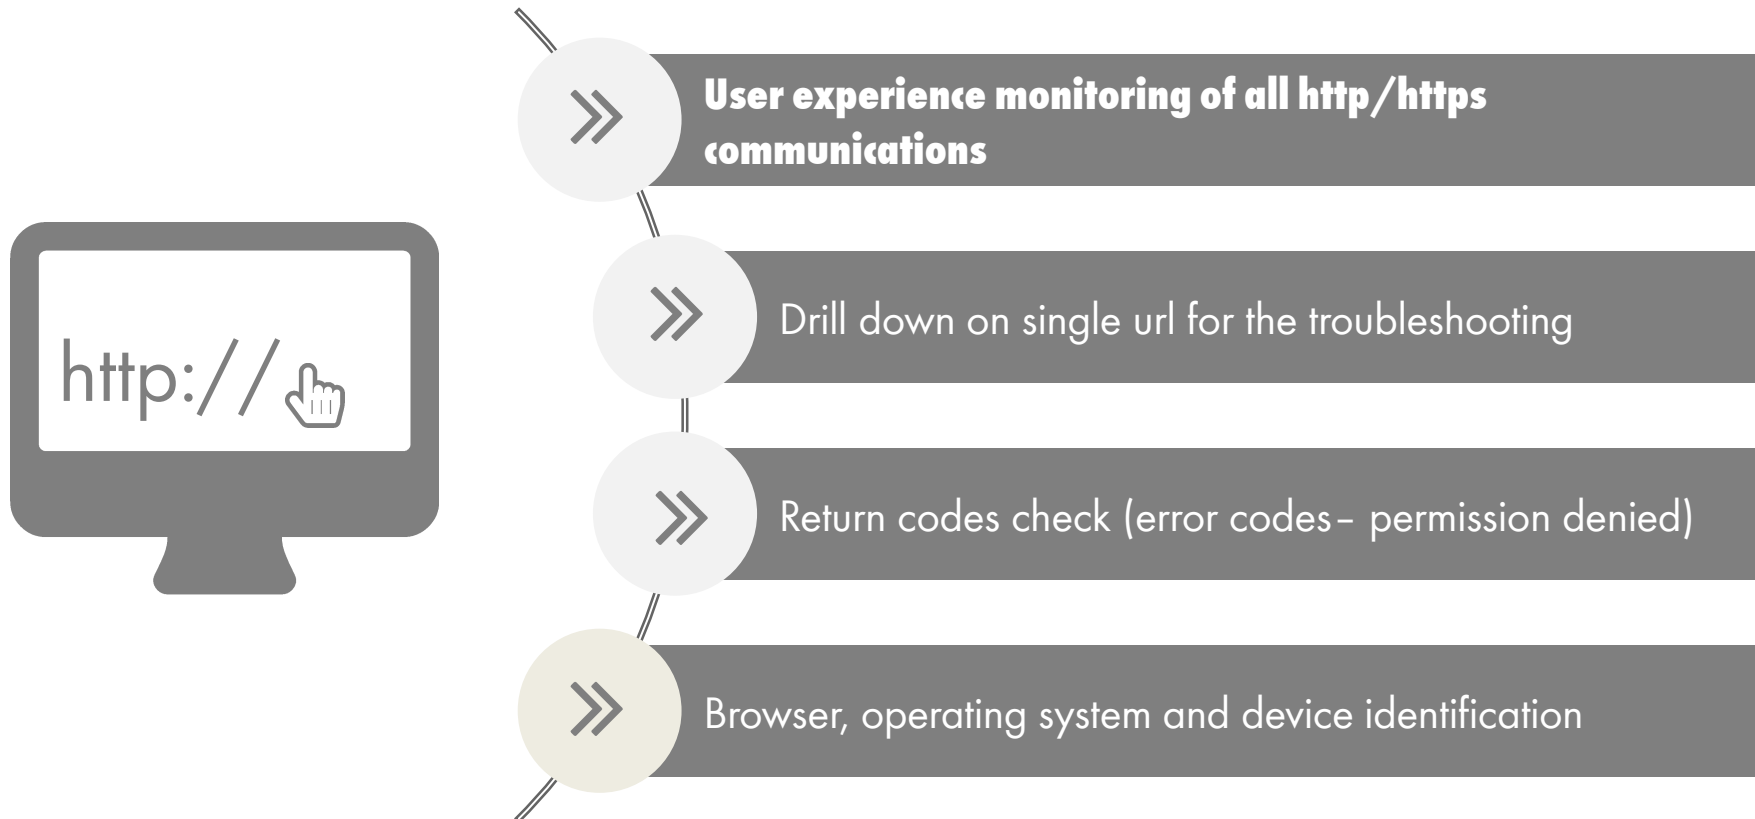 http://
User experience monitoring of all http/https
communications
Drill down on single url for the troubleshooting
Return codes check (error codes– permission denied)
Browser, operating system and device identification